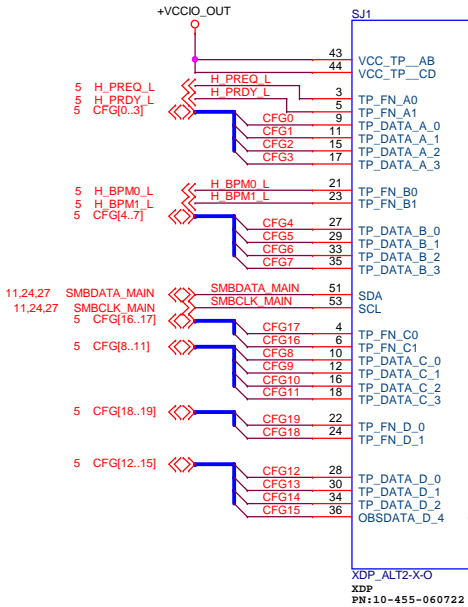 +VCCIO_OUT
SJ1
43 VCC_TP__AB
44 VCC_TP__CD
5 H_PREQ_L H_PREQ_L 3 TP_FN_A0
5 H_PRDY_L H_PRDY_L 5 TP_FN_A1
5 CFG[0..3] CFG0 9 TP_DATA_A_0
CFG1 11 TP_DATA_A_1
CFG2 15 TP_DATA_A_2
CFG3 17 TP_DATA_A_3
5 H_BPM0_L H_BPM0_L 21 TP_FN_B0
5 H_BPM1_L H_BPM1_L 23 TP_FN_B1
5 CFG[4..7] CFG4 27 TP_DATA_B_0
CFG5 29 TP_DATA_B_1
CFG6 33 TP_DATA_B_2
CFG7 35 TP_DATA_B_3
11,24,27 SMBDATA_MAIN SMBDATA_MAIN 51 SDA
11,24,27 SMBCLK_MAIN SMBCLK_MAIN 53 SCL
5 CFG[16..17] CFG17 4 TP_FN_C0
CFG16 6 TP_FN_C1
5 CFG[8..11] CFG8 10 TP_DATA_C_0
CFG9 12 TP_DATA_C_1
CFG10 16 TP_DATA_C_2
CFG11 18 TP_DATA_C_3
5 CFG[18..19] CFG19 22 TP_FN_D_0
CFG18 24 TP_FN_D_1
5 CFG[12..15] CFG12 28 TP_DATA_D_0
CFG13 30 TP_DATA_D_1
CFG14 34 TP_DATA_D_2
CFG15 36 OBSDATA_D_4
XDP_ALT2-X-O
XDP
PN:10-455-060722